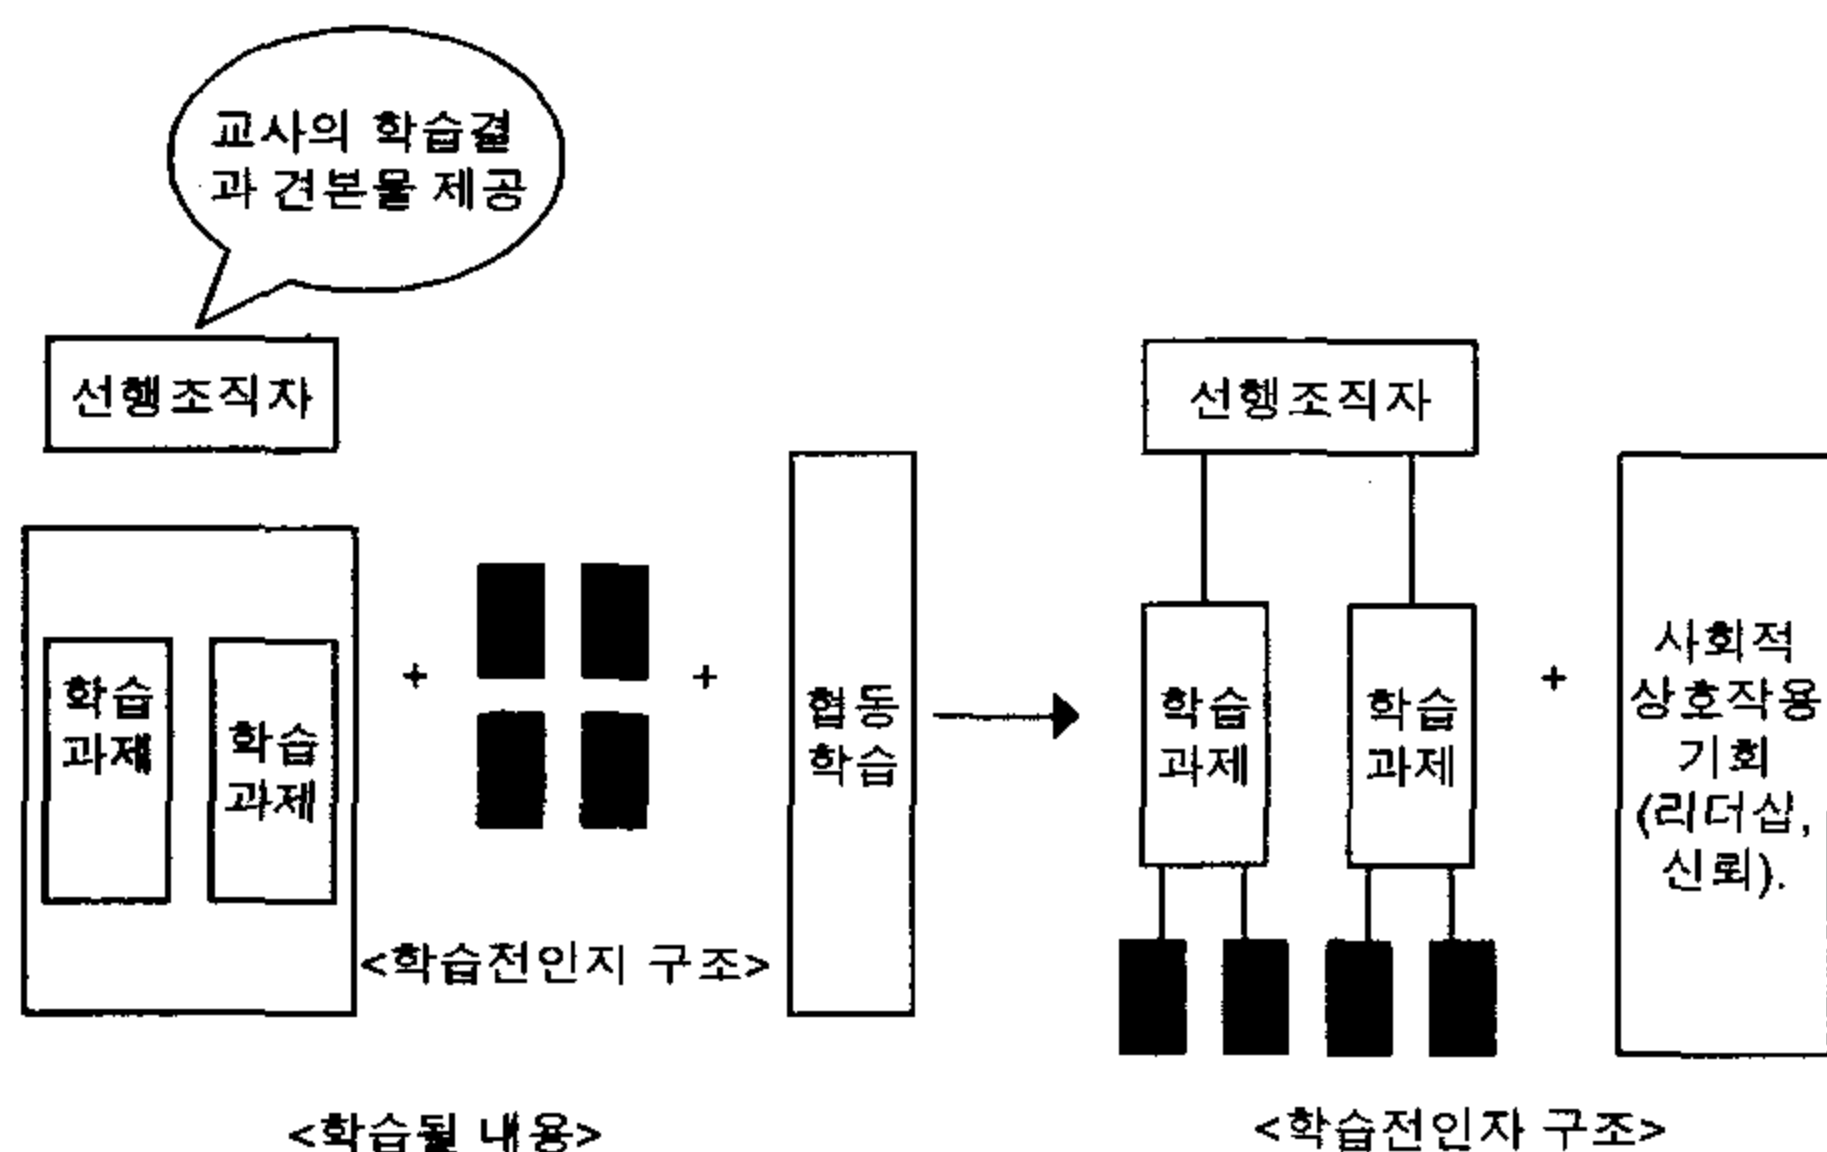 교사의 학습결
과 견본물 제공
선행조직자
선행조직자
학습
과제
학습
과제
+
+
협동
학습
학습
과제
학습
과제
+
사회적
상호작용
기회
(리더십,
신뢰).
<학습전인지 구조>
<학습될 내용>
<학습전인자 구조>